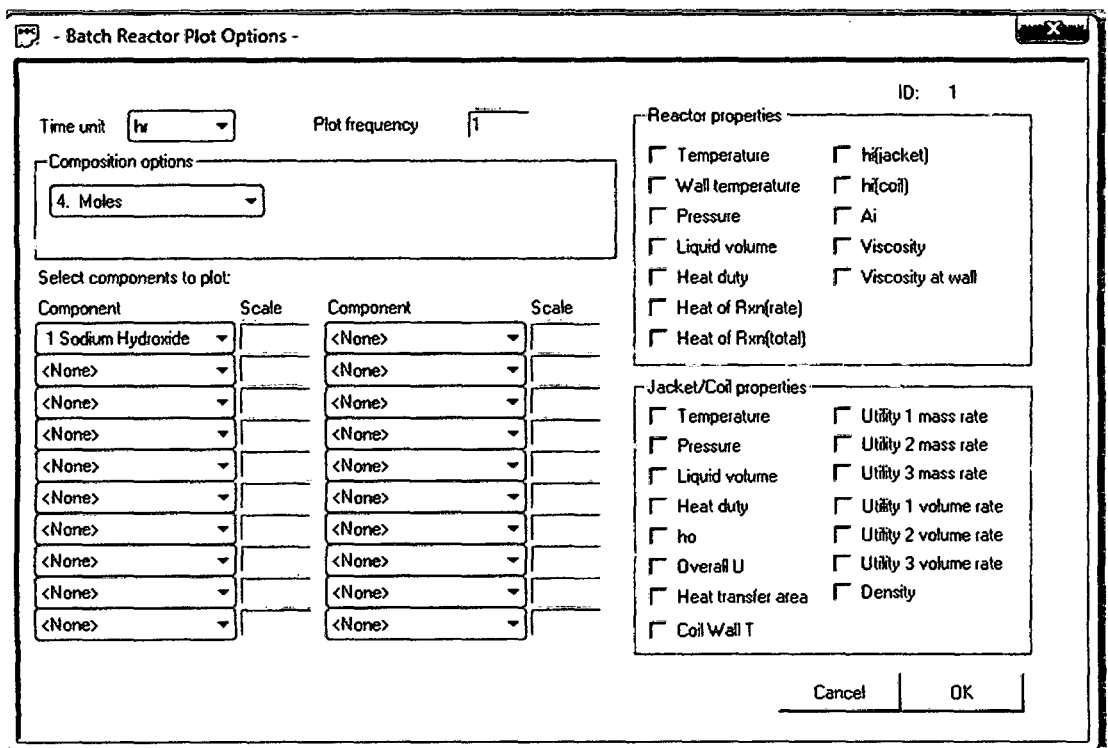 - Batch Reactor Plot Options -
X
ID: 1
Time unit hr Plot frequency 1
Composition options
4. Moles
Select components to plot:
Component Scale Component Scale
1 Sodium Hydroxide <None>
<None> <None>
<None> <None>
<None> <None>
<None> <None>
<None> <None>
<None> <None>
<None> <None>
<None> <None>
<None> <None>
Reactor properties
Temperature hi(jacket)
Wall temperature hi(coil)
Pressure Ai
Liquid volume Viscosity
Heat duty Viscosity at wall
Heat of Rxn(rate)
Heat of Rxn(total)
Jacket/Coil properties
Temperature Utility 1 mass rate
Pressure Utility 2 mass rate
Liquid volume Utility 3 mass rate
Heat duty Utility 1 volume rate
ho Utility 2 volume rate
Overall U Utility 3 volume rate
Heat transfer area Density
Coil Wall T
Cancel OK